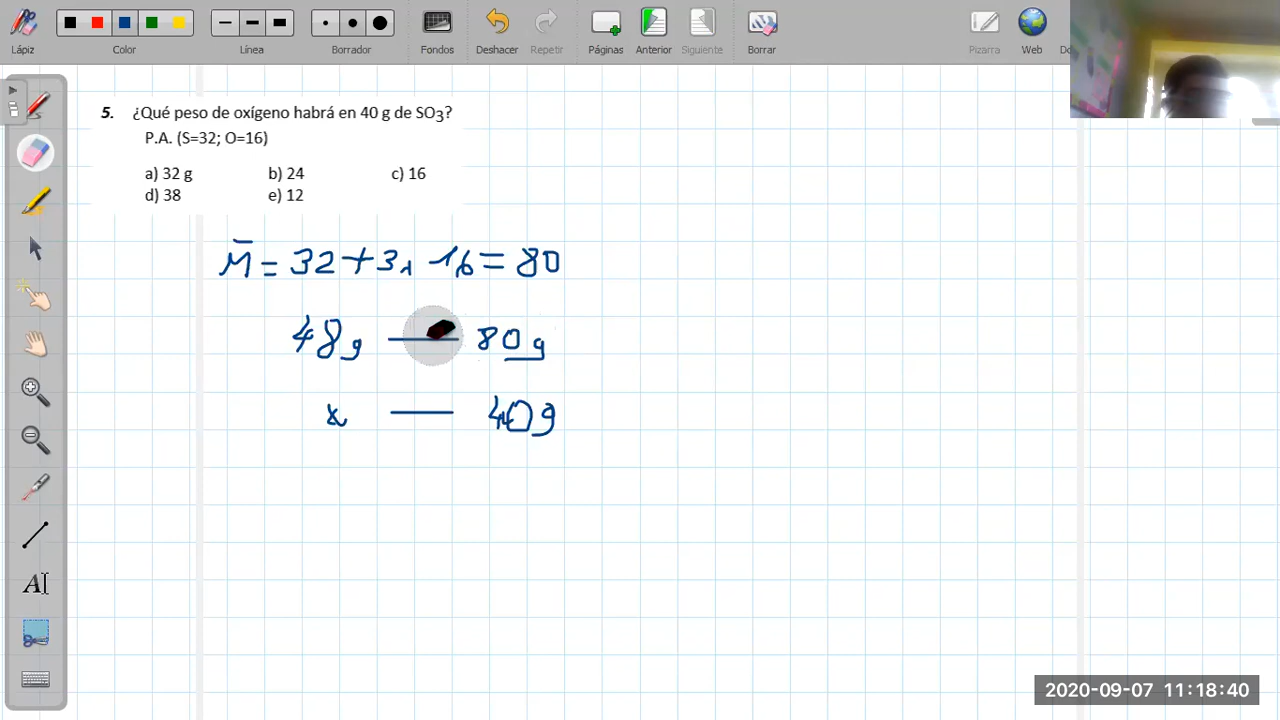 Lápiz Color Línea Borrador Fondos Deshacer Repetir Páginas Anterior Siguiente Borrar Pizarra Web
5. ¿Qué peso de oxígeno habrá en 40 g de SO3?
P.A. (S=32; O=16)
a) 32 g b) 24 c) 16
d) 38 e) 12
M̄ = 32 + 3x 16 = 80
48g — 80g
x — 40g
2020-09-07 11:18:40